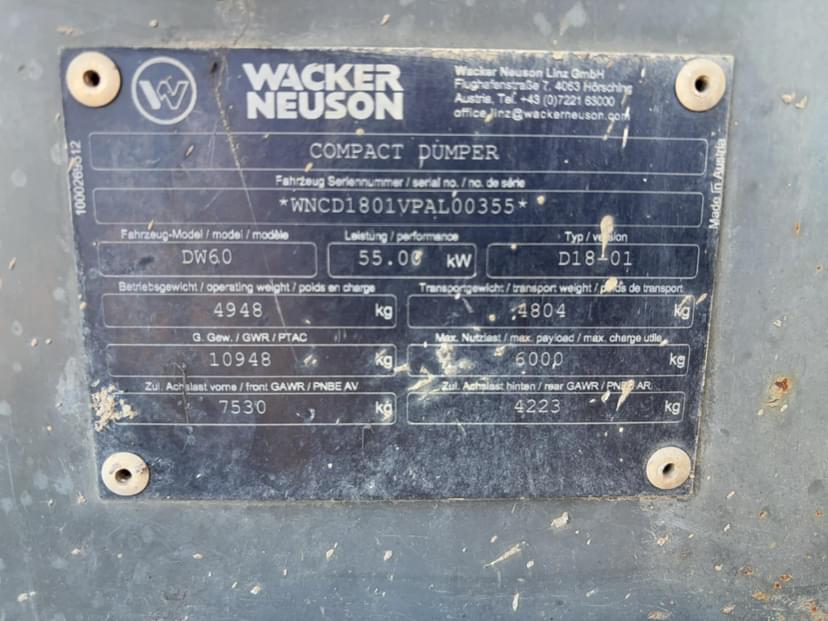 WACKER
NEUSON
Wacker Neuson Linz GmbH
Flughafenstraße 7, 4063 Hörsching
Austria, Tel. +43 (0)7221 63000
office.linz@wackerneuson.com
COMPACT DUMPER
Fahrzeug Seriennummer / serial no. / no. de série
*WNCD1801VPAL00355*
Fahrzeug-Model / model / modèle Leistung / performance Typ / version
DW60 55.00 kW D18-01
Betriebsgewicht / operating weight / poids en charge Transportgewicht / transport weight / poids de transport
4948 kg 4804 kg
G. Gew. / GWR / PTAC Max. Nutzlast / max. payload / max. charge utile
10948 kg 6000 kg
Zul. Achslast vorne / front GAWR / PNBE AV Zul. Achslast hinten / rear GAWR / PNBE AR
7530 kg 4223 kg
Made in Austria